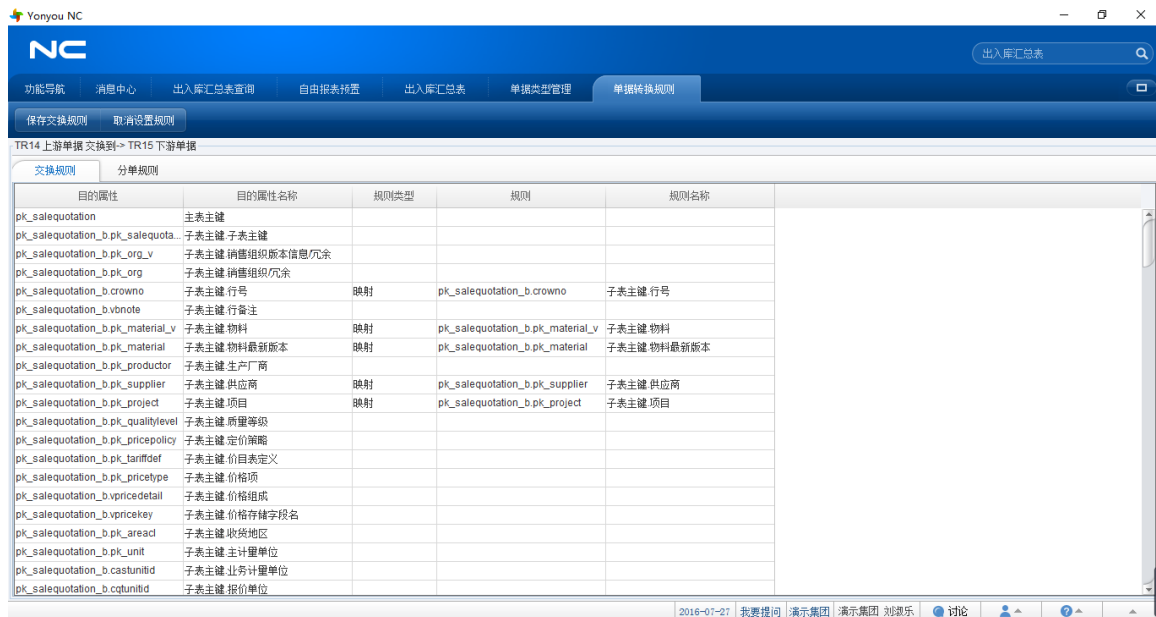 Yonyou NC
NC
出入库汇总表
功能导航 消息中心 出入库汇总表查询 自由报表预置 出入库汇总表 单据类型管理 单据转换规则
保存交换规则 取消设置规则
TR14 上游单据 交换到-> TR15 下游单据
交换规则 分单规则
目的属性 目的属性名称 规则类型 规则 规则名称
pk_salequotation 主表主键
pk_salequotation_b.pk_salequota... 子表主键.子表主键
pk_salequotation_b.pk_org_v 子表主键.销售组织版本信息/冗余
pk_salequotation_b.pk_org 子表主键.销售组织/冗余
pk_salequotation_b.crowno 子表主键.行号 映射 pk_salequotation_b.crowno 子表主键.行号
pk_salequotation_b.vbnote 子表主键.行备注
pk_salequotation_b.pk_material_v 子表主键.物料 映射 pk_salequotation_b.pk_material_v 子表主键.物料
pk_salequotation_b.pk_material 子表主键.物料最新版本 映射 pk_salequotation_b.pk_material 子表主键.物料最新版本
pk_salequotation_b.pk_productor 子表主键.生产厂商
pk_salequotation_b.pk_supplier 子表主键.供应商 映射 pk_salequotation_b.pk_supplier 子表主键.供应商
pk_salequotation_b.pk_project 子表主键.项目 映射 pk_salequotation_b.pk_project 子表主键.项目
pk_salequotation_b.pk_qualitylevel 子表主键.质量等级
pk_salequotation_b.pk_pricepolicy 子表主键.定价策略
pk_salequotation_b.pk_tariffdef 子表主键.价目表定义
pk_salequotation_b.pk_pricetype 子表主键.价格项
pk_salequotation_b.vpricedetail 子表主键.价格组成
pk_salequotation_b.vpricekey 子表主键.价格存储字段名
pk_salequotation_b.pk_areacl 子表主键.收货地区
pk_salequotation_b.pk_unit 子表主键.主计量单位
pk_salequotation_b.castunitid 子表主键.业务计量单位
pk_salequotation_b.cqtunitid 子表主键.报价单位
2016-07-27 我要提问 演示集团 演示集团 刘淑乐 讨论